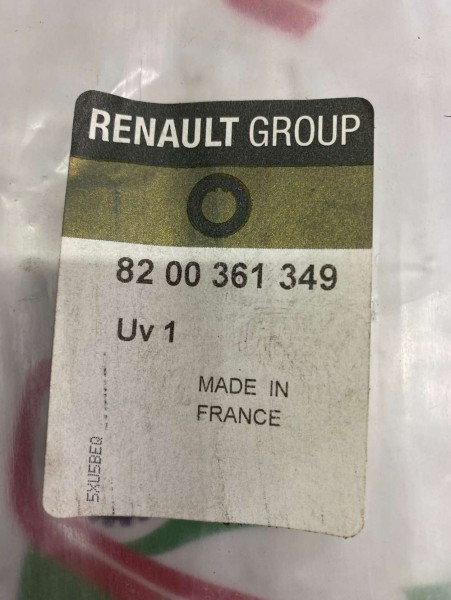 RENAULT GROUP
82 00 361 349
Uv 1
MADE IN
FRANCE
5XU5BEQ